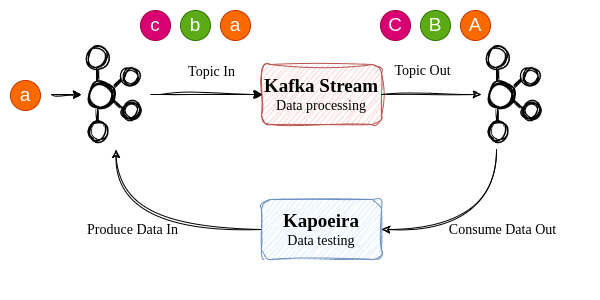 c b a
C B A
Topic In
Topic Out
a
Kafka Stream
Data processing
Kapoeira
Data testing
Produce Data In
Consume Data Out